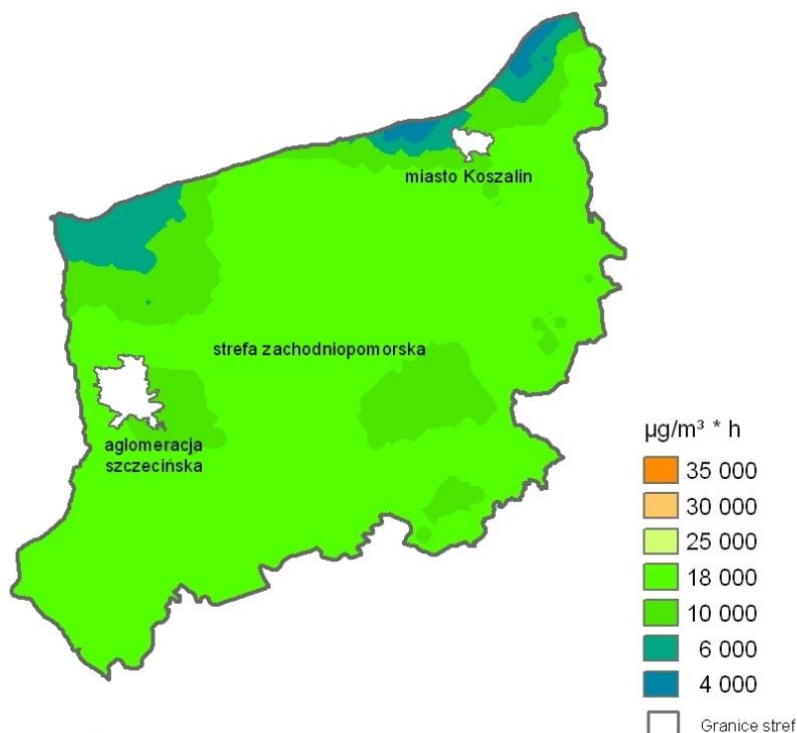 miasto Koszalin
strefa zachodniopomorska
aglomeracja
szczecińska
µg/m³ * h
35 000
30 000
25 000
18 000
10 000
6 000
4 000
Granice stref